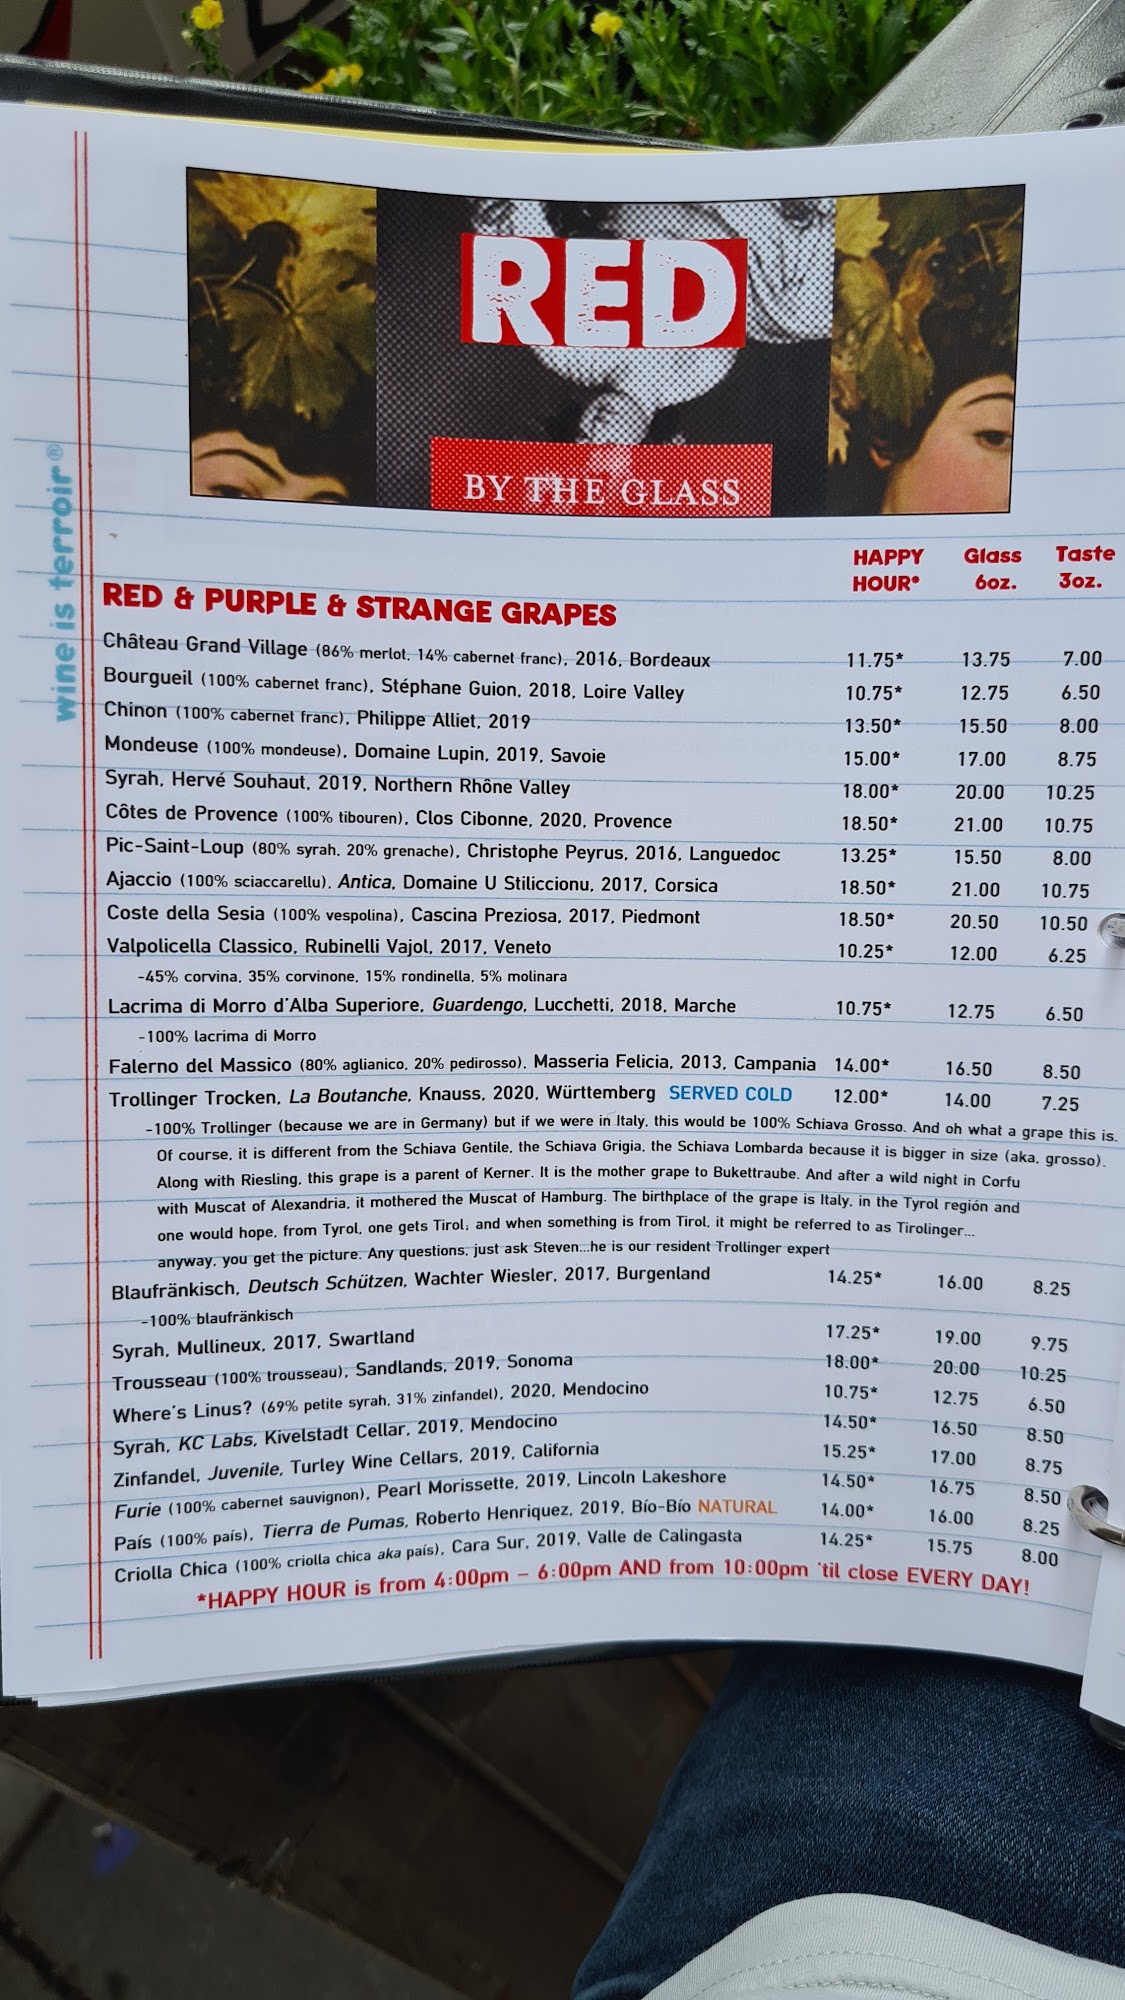 wine is terroir®
RED
BY THE GLASS
HAPPY HOUR* Glass 6oz. Taste 3oz.
RED & PURPLE & STRANGE GRAPES
Château Grand Village (86% merlot, 14% cabernet franc), 2016, Bordeaux 11.75* 13.75 7.00
Bourgueil (100% cabernet franc), Stéphane Guion, 2018, Loire Valley 10.75* 12.75 6.50
Chinon (100% cabernet franc), Philippe Alliet, 2019 13.50* 15.50 8.00
Mondeuse (100% mondeuse), Domaine Lupin, 2019, Savoie 15.00* 17.00 8.75
Syrah, Hervé Souhaut, 2019, Northern Rhône Valley 18.00* 20.00 10.25
Côtes de Provence (100% tibouren), Clos Cibonne, 2020, Provence 18.50* 21.00 10.75
Pic-Saint-Loup (80% syrah, 20% grenache), Christophe Peyrus, 2016, Languedoc 13.25* 15.50 8.00
Ajaccio (100% sciaccarellu), Antica, Domaine U Stiliccionu, 2017, Corsica 18.50* 21.00 10.75
Coste della Sesia (100% vespolina), Cascina Preziosa, 2017, Piedmont 18.50* 20.50 10.50
Valpolicella Classico, Rubinelli Vajol, 2017, Veneto 10.25* 12.00 6.25
-45% corvina, 35% corvinone, 15% rondinella, 5% molinara
Lacrima di Morro d'Alba Superiore, Guardengo, Lucchetti, 2018, Marche 10.75* 12.75 6.50
-100% lacrima di Morro
Falerno del Massico (80% aglianico, 20% pedirosso), Masseria Felicia, 2013, Campania 14.00* 16.50 8.50
Trollinger Trocken, La Boutanche, Knauss, 2020, Württemberg SERVED COLD 12.00* 14.00 7.25
-100% Trollinger (because we are in Germany) but if we were in Italy, this would be 100% Schiava Grosso. And oh what a grape this is.
Of course, it is different from the Schiava Gentile, the Schiava Grigia, the Schiava Lombarda because it is bigger in size (aka, grosso).
Along with Riesling, this grape is a parent of Kerner. It is the mother grape to Bukettraube. And after a wild night in Corfu
with Muscat of Alexandria, it mothered the Muscat of Hamburg. The birthplace of the grape is Italy, in the Tyrol región and
one would hope, from Tyrol, one gets Tirol; and when something is from Tirol, it might be referred to as Tirolinger...
anyway, you get the picture. Any questions, just ask Steven...he is our resident Trollinger expert
Blaufränkisch, Deutsch Schützen, Wachter Wiesler, 2017, Burgenland 14.25* 16.00 8.25
-100% blaufränkisch
Syrah, Mullineux, 2017, Swartland 17.25* 19.00 9.75
Trousseau (100% trousseau), Sandlands, 2019, Sonoma 18.00* 20.00 10.25
Where's Linus? (69% petite syrah, 31% zinfandel), 2020, Mendocino 10.75* 12.75 6.50
Syrah, KC Labs, Kivelstadt Cellar, 2019, Mendocino 14.50* 16.50 8.50
Zinfandel, Juvenile, Turley Wine Cellars, 2019, California 15.25* 17.00 8.75
Furie (100% cabernet sauvignon), Pearl Morissette, 2019, Lincoln Lakeshore 14.50* 16.75 8.50
País (100% país), Tierra de Pumas, Roberto Henriquez, 2019, Bío-Bío NATURAL 14.00* 16.00 8.25
Criolla Chica (100% criolla chica aka país), Cara Sur, 2019, Valle de Calingasta 14.25* 15.75 8.00
*HAPPY HOUR is from 4:00pm – 6:00pm AND from 10:00pm 'til close EVERY DAY!